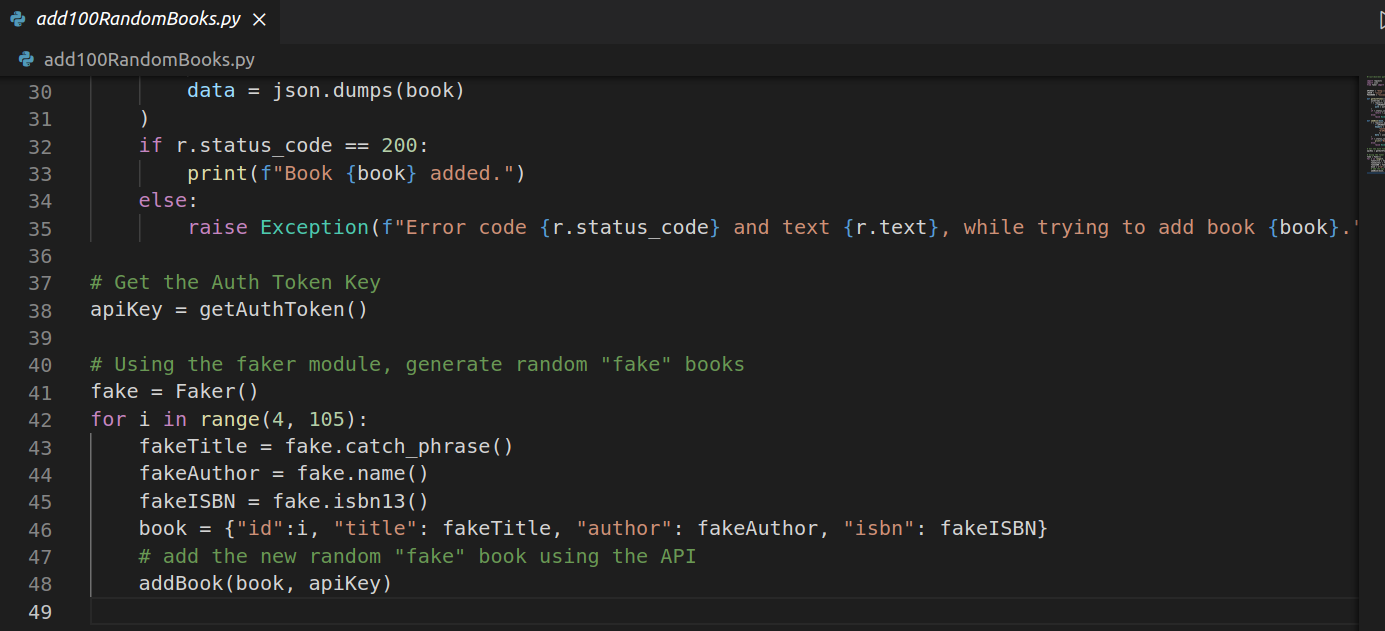 add100RandomBooks.py
add100RandomBooks.py
30         data = json.dumps(book)
31     )
32     if r.status_code == 200:
33         print(f"Book {book} added.")
34     else:
35         raise Exception(f"Error code {r.status_code} and text {r.text}, while trying to add book {book}."
36
37 # Get the Auth Token Key
38 apiKey = getAuthToken()
39
40 # Using the faker module, generate random "fake" books
41 fake = Faker()
42 for i in range(4, 105):
43     fakeTitle = fake.catch_phrase()
44     fakeAuthor = fake.name()
45     fakeISBN = fake.isbn13()
46     book = {"id":i, "title": fakeTitle, "author": fakeAuthor, "isbn": fakeISBN}
47     # add the new random "fake" book using the API
48     addBook(book, apiKey)
49